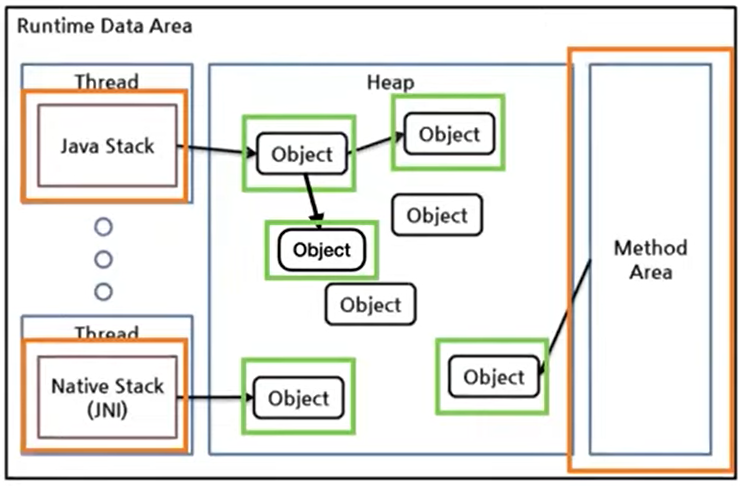 Runtime Data Area
Thread
Heap
Java Stack
Object
Object
Object
Object
Object
Method
Area
Thread
Native Stack
(JNI)
Object
Object